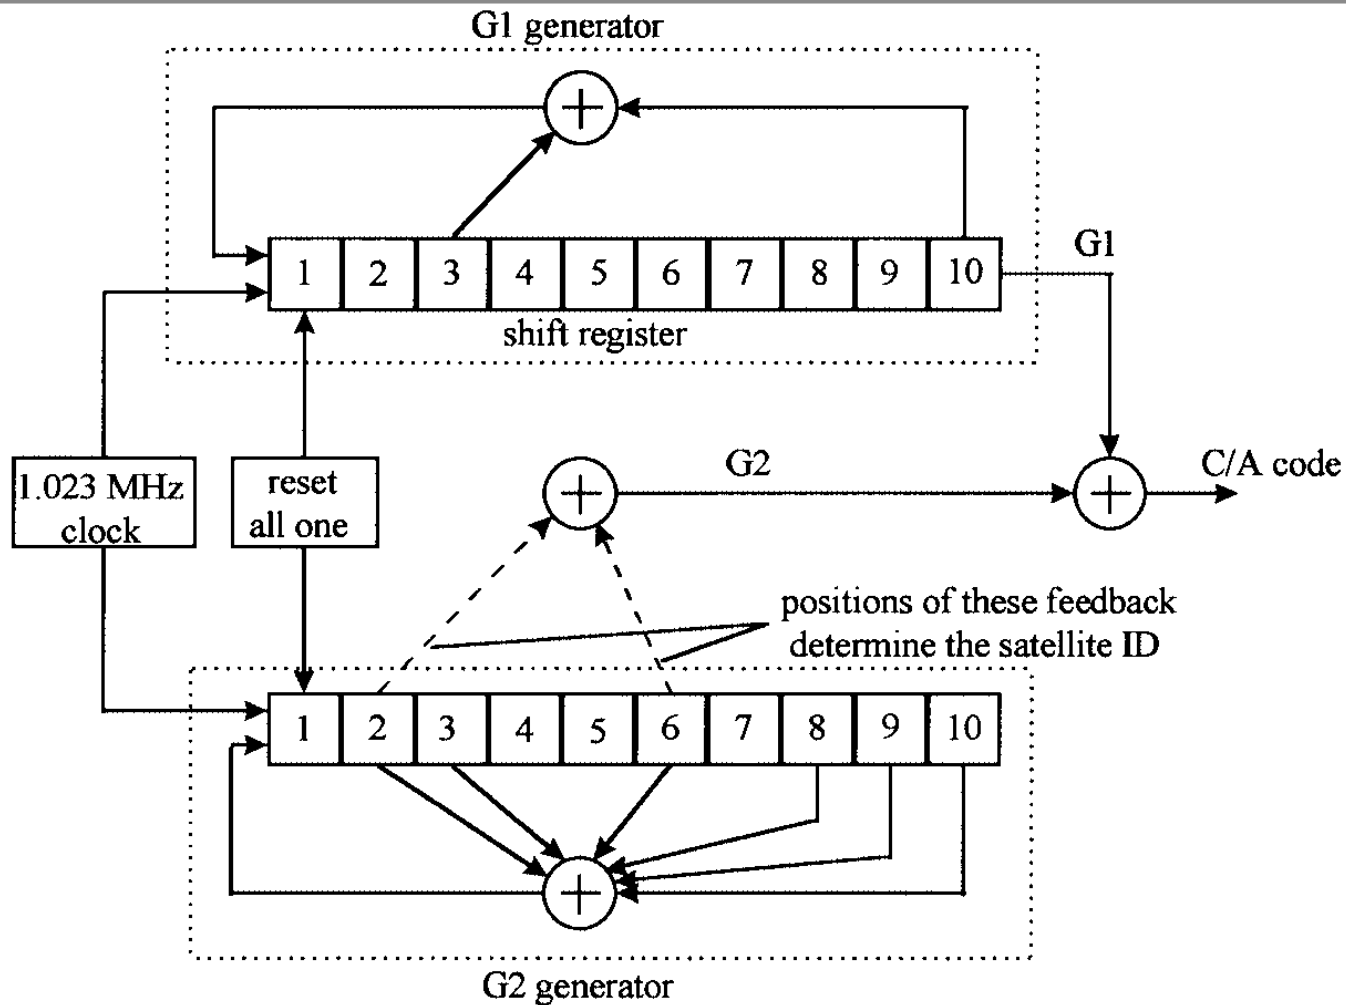 G1 generator
1 2 3 4 5 6 7 8 9 10
G1
shift register
1.023 MHz
clock
reset
all one
G2
C/A code
positions of these feedback
determine the satellite ID
1 2 3 4 5 6 7 8 9 10
G2 generator